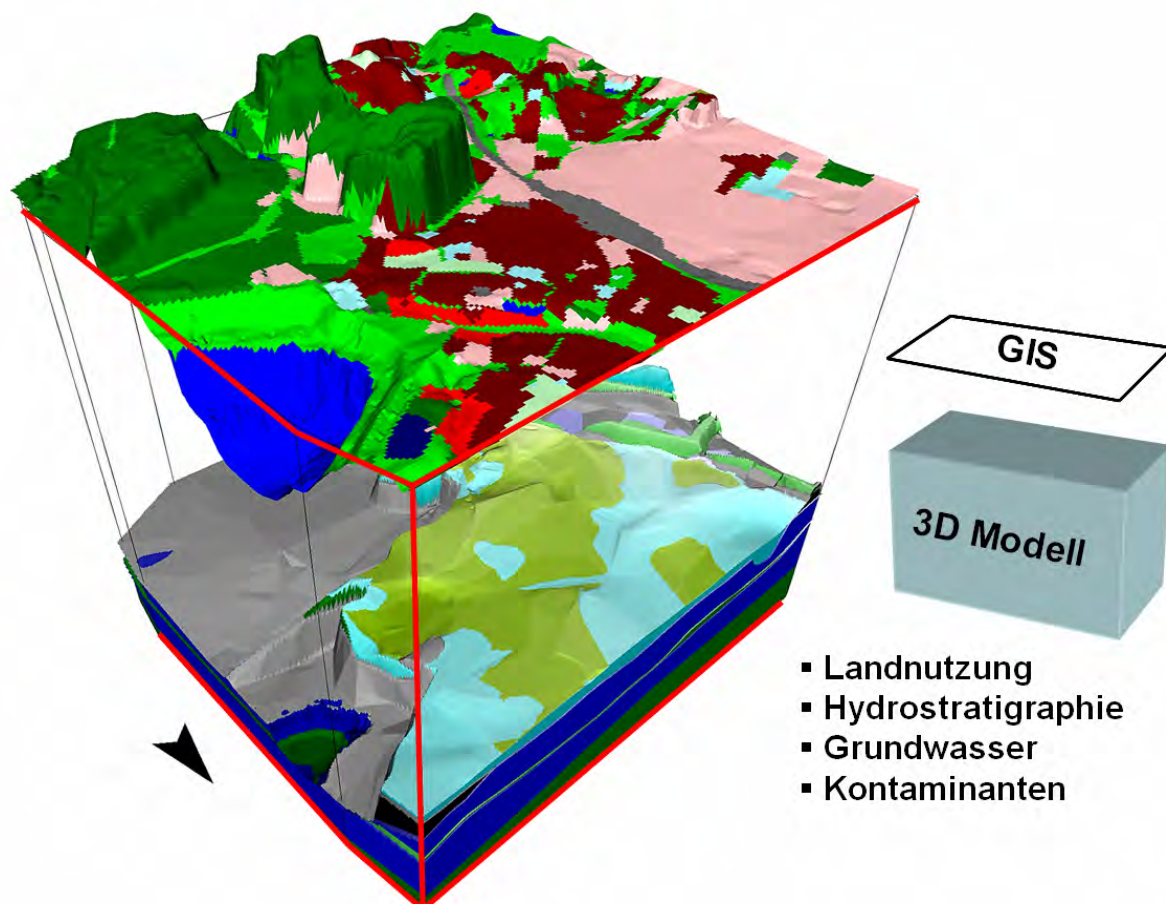 GIS
3D Modell
▪ Landnutzung
▪ Hydrostratigraphie
▪ Grundwasser
▪ Kontaminanten